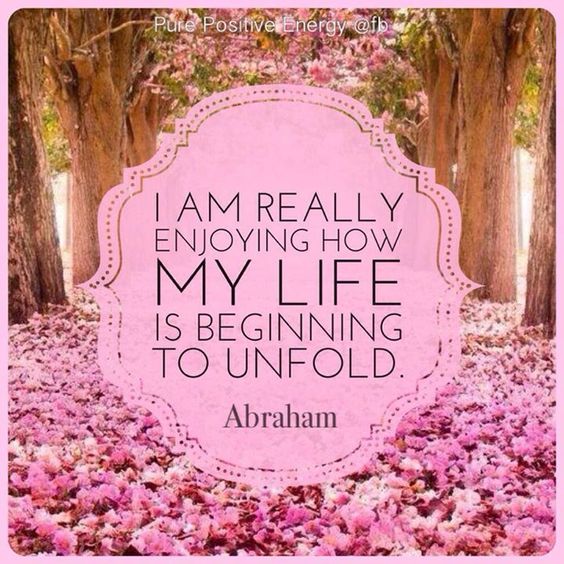 Pure Positive Energy @fb
I AM REALLY
ENJOYING HOW
MY LIFE
IS BEGINNING
TO UNFOLD.
Abraham